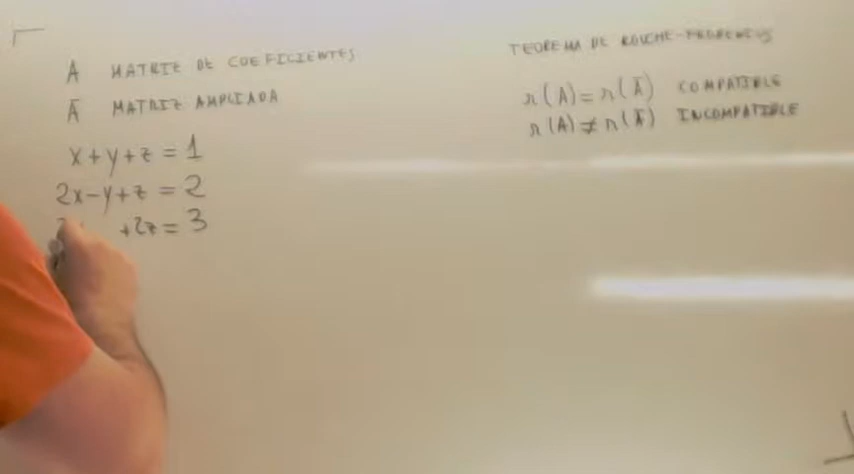 A MATRIZ DE COEFICIENTES
Ā MATRIZ AMPLIADA
x+y+z=1
2x-y+z=2
+2z=3
TEOREMA DE ROUCHE-FROBENIUS
r(A)=r(Ā) COMPATIBLE
r(A)≠r(Ā) INCOMPATIBLE